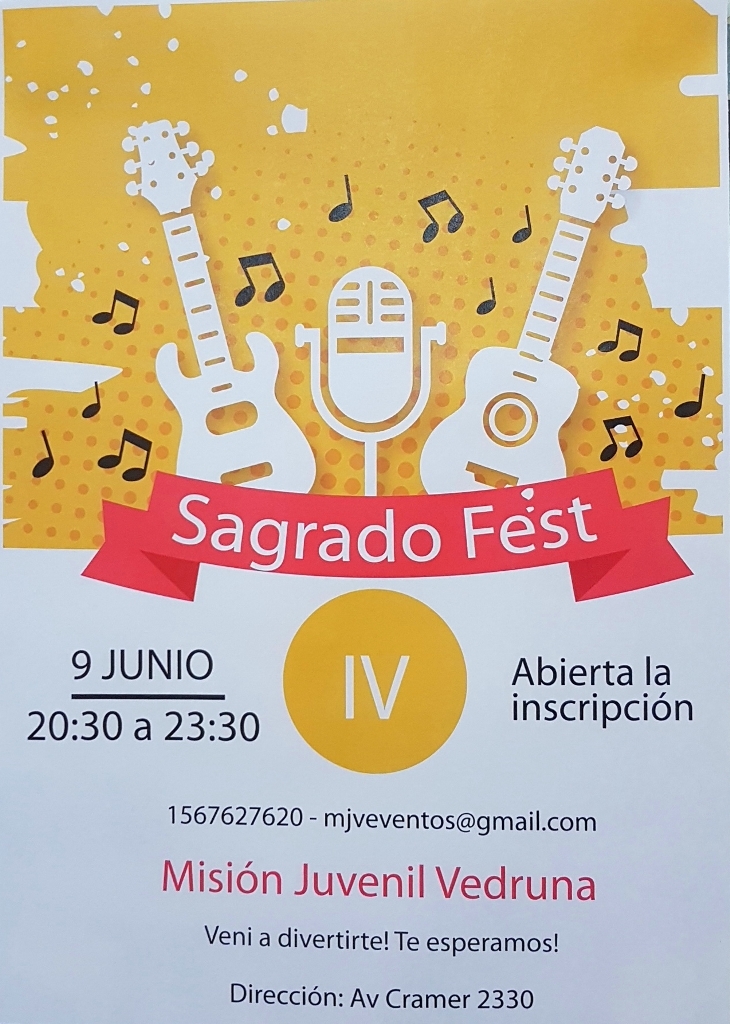 Sagrado Fest
IV
9 JUNIO
20:30 a 23:30
Abierta la
inscripción
1567627620 - mjveventos@gmail.com
Misión Juvenil Vedruna
Veni a divertirte! Te esperamos!
Dirección: Av Cramer 2330